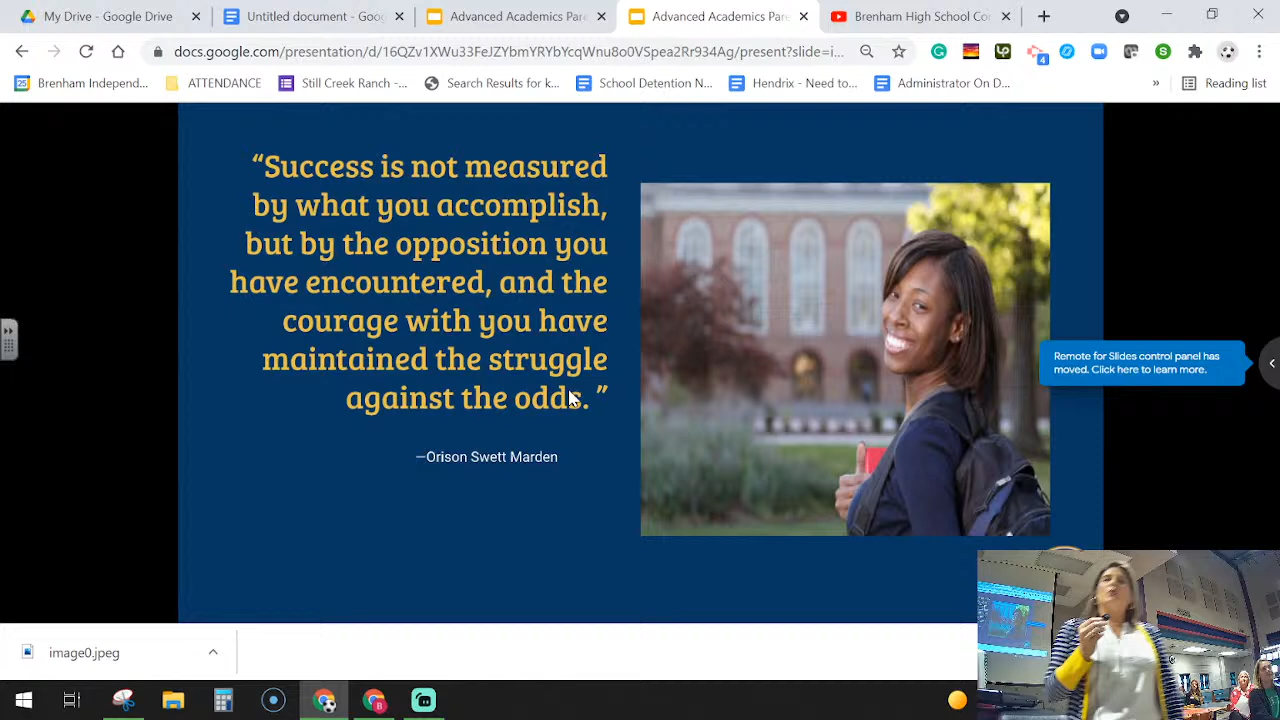 My Drive - Google Drive
Untitled document - Goog
Advanced Academics Pare
Advanced Academics Pare
Brenham High School Co
docs.google.com/presentation/d/16QZv1XWu33FeJZYbmYRYbYcqWnu8o0VSpea2Rr934Ag/present?slide=i...
4
Brenham Independ...
ATTENDANCE
Still Creek Ranch -...
Search Results for k...
School Detention N...
Hendrix - Need to...
Administrator On D...
»
Reading list
“Success is not measured
by what you accomplish,
but by the opposition you
have encountered, and the
courage with you have
maintained the struggle
against the odds. ”
—Orison Swett Marden
Remote for Slides control panel has
moved. Click here to learn more.
image0.jpeg